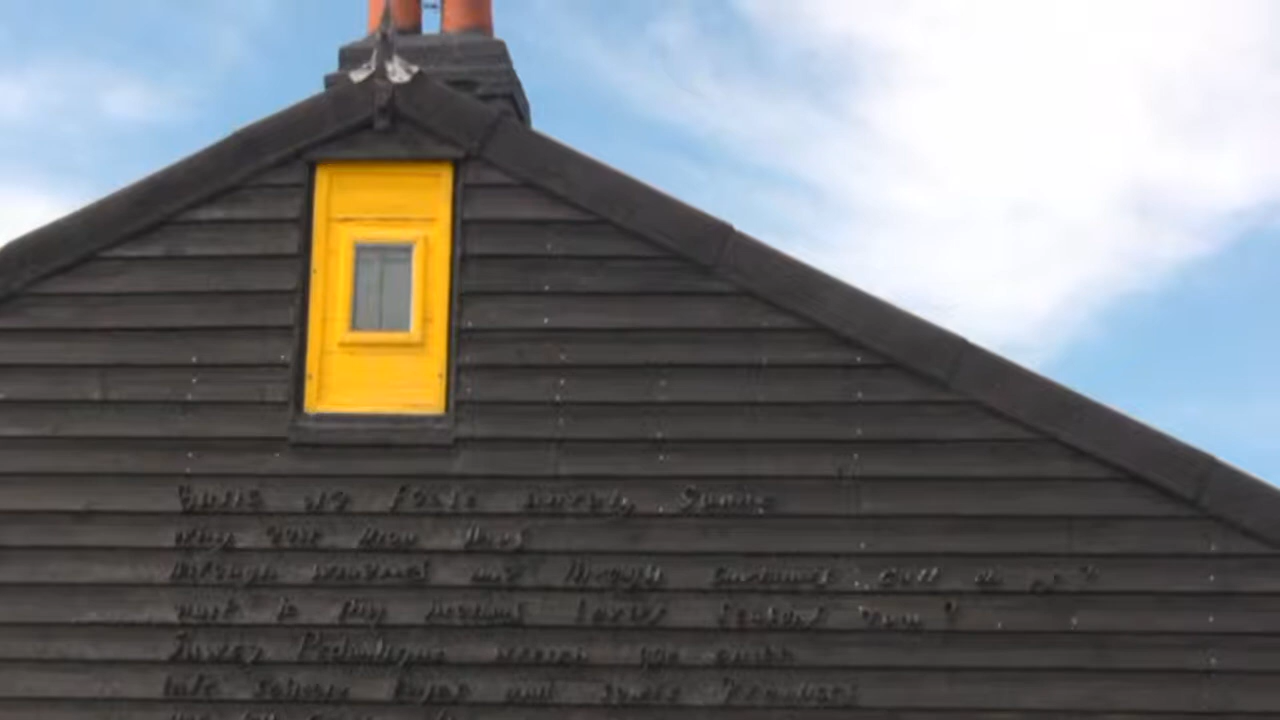 Busie old foole unruly Sunne
Why dost thou thus
through windowes and through curtaines call on us?
must to thy motions lovers seasons run?
Sawcy Pedantique wretch goe chide
late schoole boyes and sowre Prentices